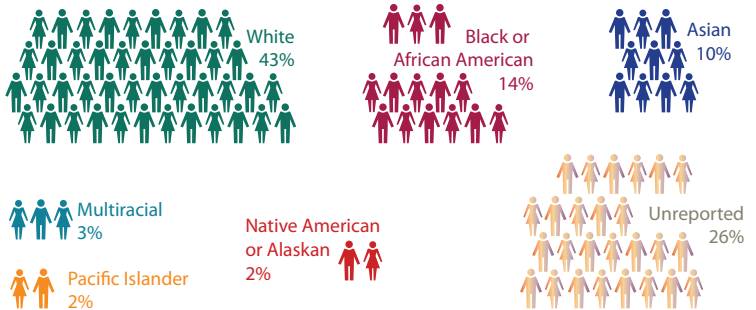 White
43%
Black or
African American
14%
Asian
10%
Multiracial
3%
Native American
or Alaskan
2%
Unreported
26%
Pacific Islander
2%